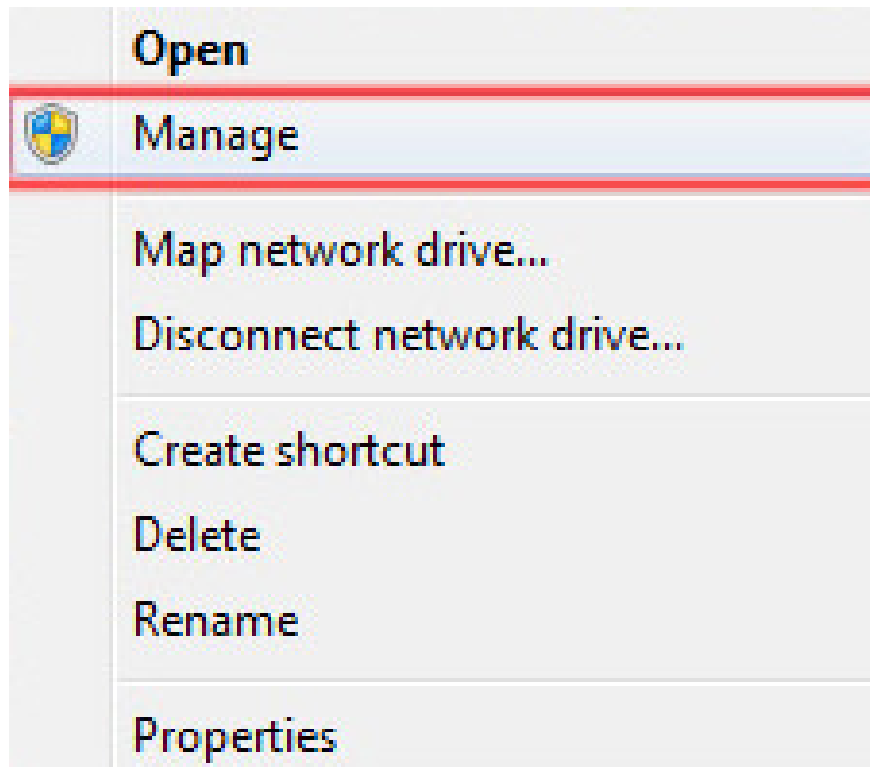 Open
Manage
Map network drive...
Disconnect network drive...
Create shortcut
Delete
Rename
Properties